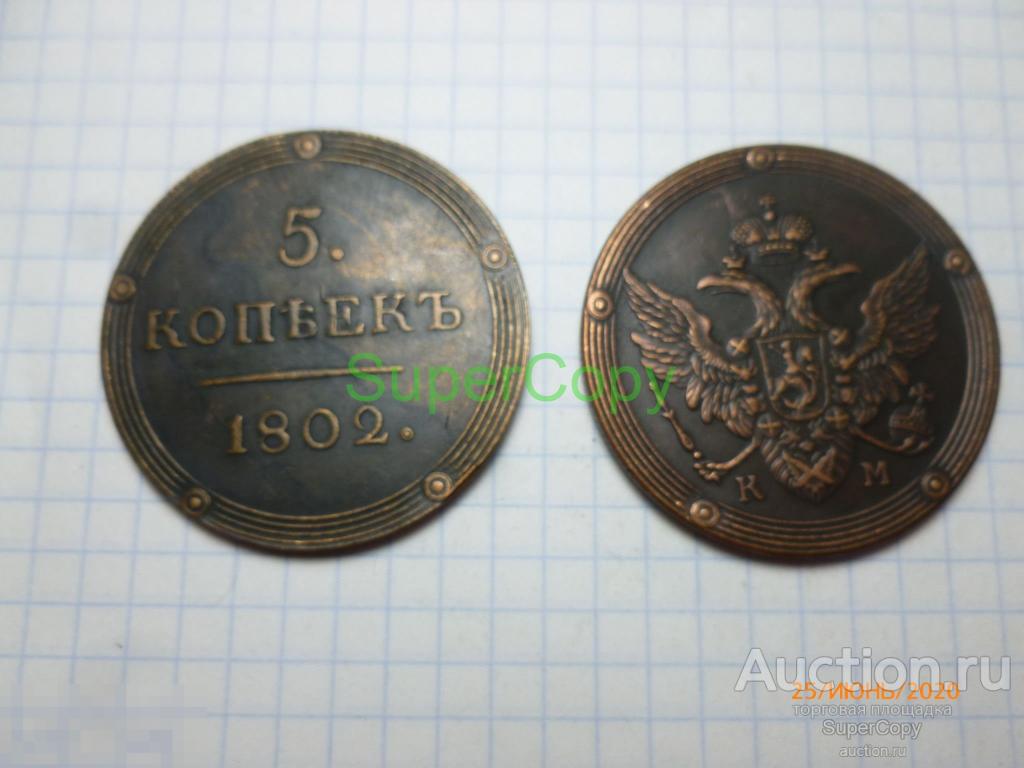 5.
КОПѢЕКЪ
1802.
К М
SuperCopy
Auction.ru
25/ИЮНЬ/2020
торговая площадка
SuperCopy
auction.ru